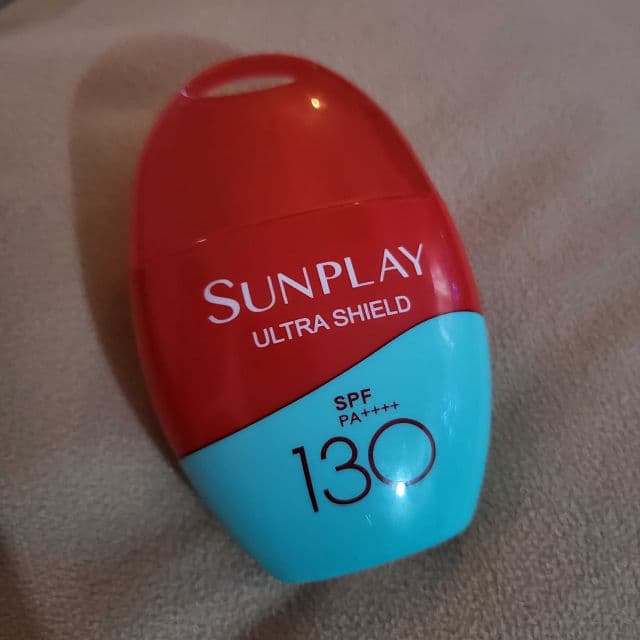 SUNPLAY
ULTRA SHIELD
SPF
PA++++
130